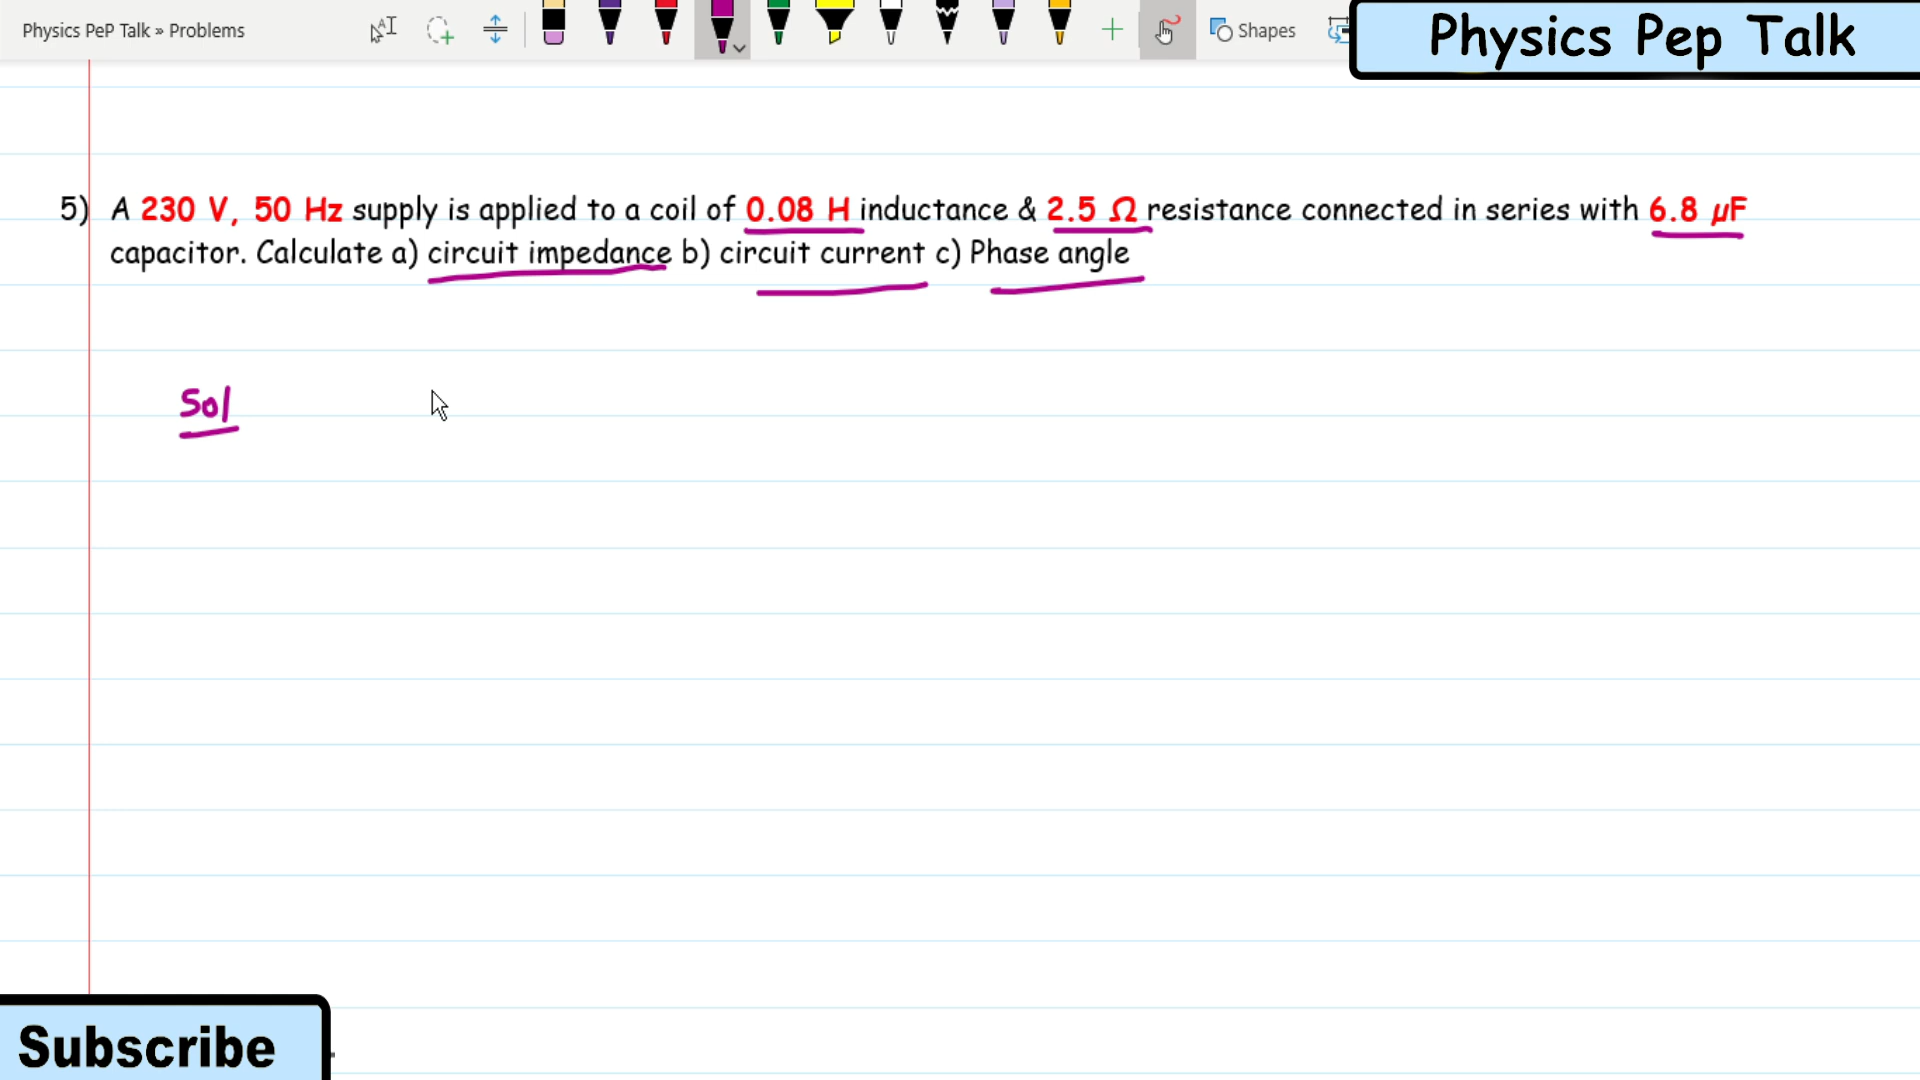 Physics PeP Talk » Problems
Shapes
Physics Pep Talk
5) A 230 V, 50 Hz supply is applied to a coil of 0.08 H inductance & 2.5 Ω resistance connected in series with 6.8 µF
capacitor. Calculate a) circuit impedance b) circuit current c) Phase angle
Sol
Subscribe